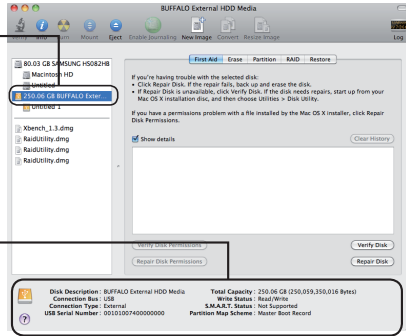 BUFFALO External HDD Media
Verify Info Burn Mount Eject Enable Journaling New Image Convert Resize Image Log
First Aid Erase Partition RAID Restore
80.03 GB SAMSUNG HS082HB
Macintosh HD
Untitled
250.06 GB BUFFALO Exter...
Untitled 1
Xbench_1.3.dmg
RaidUtility.dmg
RaidUtility.dmg
RaidUtility.dmg
If you're having trouble with the selected disk:
• Click Repair Disk. If the repair fails, back up and erase the disk.
• If Repair Disk is unavailable, click Verify Disk. If the disk needs repairs, start up from your
Mac OS X installation disc, and then choose Utilities > Disk Utility.
If you have a permissions problem with a file installed by the Mac OS X installer, click Repair
Disk Permissions.
Show details
Clear History
Verify Disk Permissions
Verify Disk
Repair Disk Permissions
Repair Disk
Disk Description : BUFFALO External HDD Media Total Capacity : 250.06 GB (250,059,350,016 Bytes)
Connection Bus : USB Write Status : Read/Write
Connection Type : External S.M.A.R.T. Status : Not Supported
USB Serial Number : 00101007400000000 Partition Map Scheme : Master Boot Record
?